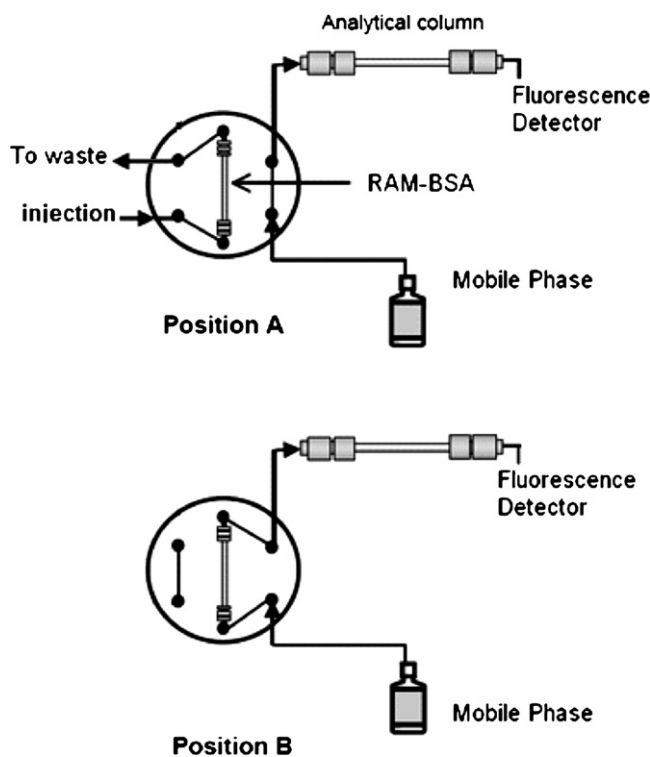 Analytical column
Fluorescence
Detector
To waste
RAM-BSA
injection
Mobile Phase
Position A
Fluorescence
Detector
Mobile Phase
Position B